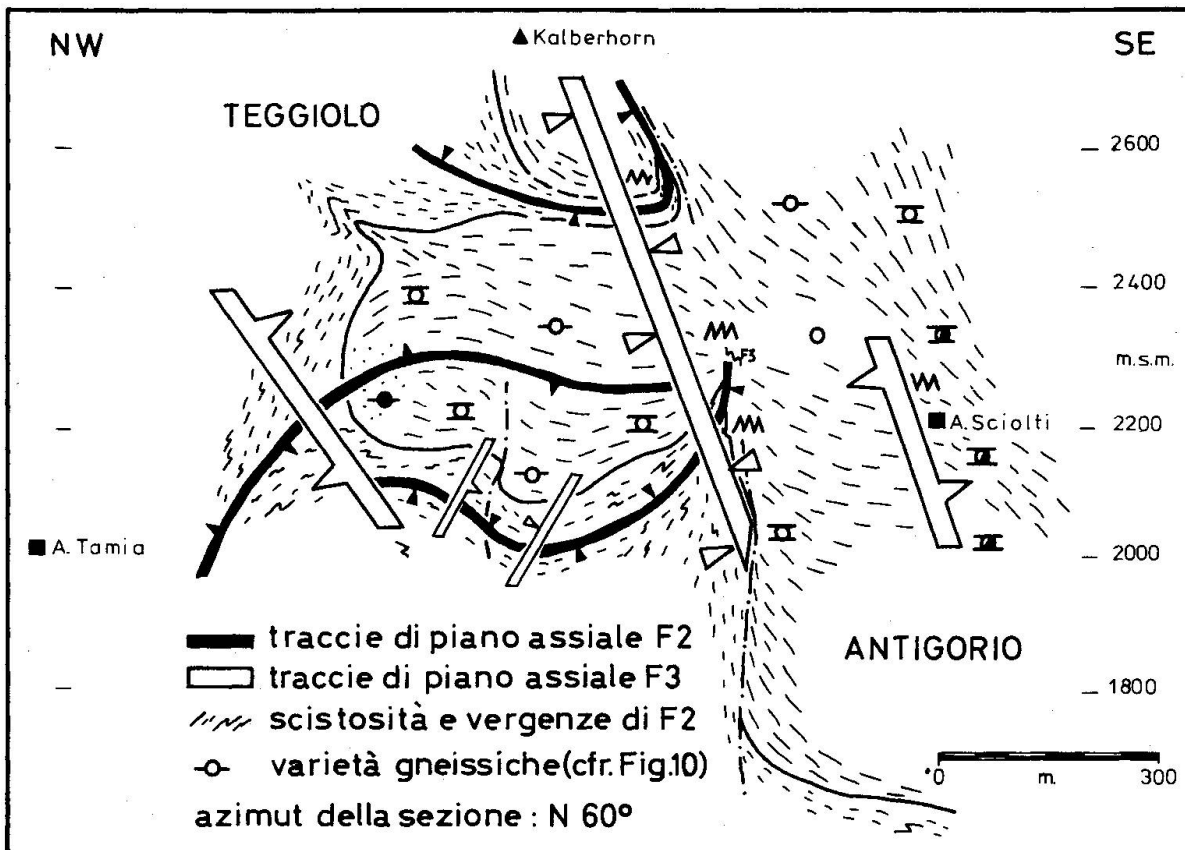 NW
Kalberhorn
SE
TEGGIOLO
2600
2400
F3
m.s.m.
A. Sciolti
2200
A. Tamia
2000
traccie di piano assiale F2
ANTIGORIO
traccie di piano assiale F3
1800
scistosità e vergenze di F2
varietà gneissiche (cfr. Fig. 10)
0 m. 300
azimut della sezione : N 60°